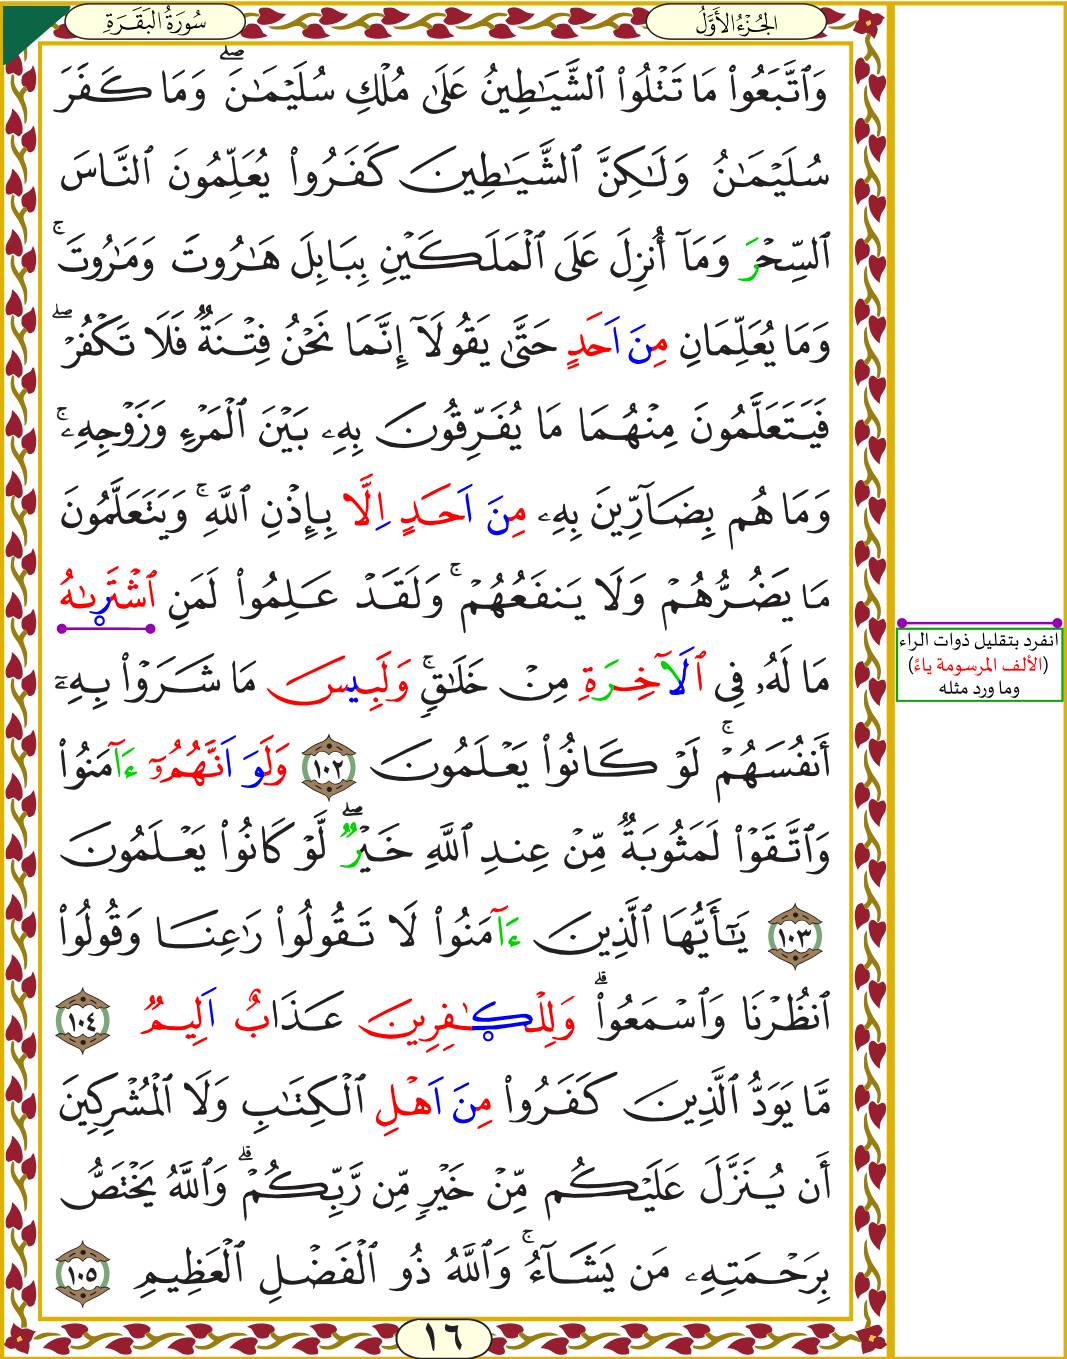 الجُزْءُ الأَوَّلُ
سُورَةُ البَقَرَةِ
وَٱتَّبَعُوا۟ مَا تَتْلُوا۟ ٱلشَّيَـٰطِينُ عَلَىٰ مُلْكِ سُلَيْمَـٰنَ ۖ وَمَا كَفَرَ
سُلَيْمَـٰنُ وَلَـٰكِنَّ ٱلشَّيَـٰطِينَ كَفَرُوا۟ يُعَلِّمُونَ ٱلنَّاسَ
ٱلسِّحْرَ وَمَآ أُنزِلَ عَلَى ٱلْمَلَكَيْنِ بِبَابِلَ هَـٰرُوتَ وَمَـٰرُوتَ ۚ
وَمَا يُعَلِّمَانِ مِنَ اَحَدٍ حَتَّىٰ يَقُولَآ إِنَّمَا نَحْنُ فِتْنَةٌ فَلَا تَكْفُرْ ۖ
فَيَتَعَلَّمُونَ مِنْهُمَا مَا يُفَرِّقُونَ بِهِۦ بَيْنَ ٱلْمَرْءِ وَزَوْجِهِۦ ۚ
وَمَا هُم بِضَآرِّينَ بِهِۦ مِنَ اَحَدٍ اِلَّا بِإِذْنِ ٱللَّهِ ۚ وَيَتَعَلَّمُونَ
مَا يَضُرُّهُمْ وَلَا يَنفَعُهُمْ ۚ وَلَقَدْ عَلِمُوا۟ لَمَنِ ٱشْتَرٜىٰهُ
مَا لَهُۥ فِى ٱلَاخِرَةِ مِنْ خَلَـٰقٍ ۚ وَلَبِيسَ مَا شَرَوْا۟ بِهِۦٓ
أَنفُسَهُمْ ۚ لَوْ كَانُوا۟ يَعْلَمُونَ ١٠٢ وَلَوَ اَنَّهُمُۥٓ ءَآمَنُوا۟
وَٱتَّقَوْا۟ لَمَثُوبَةٌ مِّنْ عِندِ ٱللَّهِ خَيْرٌ ۖ لَّوْ كَانُوا۟ يَعْلَمُونَ
١٠٣ يَـٰٓأَيُّهَا ٱلَّذِينَ ءَآمَنُوا۟ لَا تَقُولُوا۟ رَٰعِنَا وَقُولُوا۟
ٱنظُرْنَا وَٱسْمَعُوا۟ ۗ وَلِلْكٜـٰفِرِينَ عَذَابٌ اَلِيمٌ ١٠٤
مَّا يَوَدُّ ٱلَّذِينَ كَفَرُوا۟ مِنَ اَهْلِ ٱلْكِتَـٰبِ وَلَا ٱلْمُشْرِكِينَ
أَن يُنَزَّلَ عَلَيْكُم مِّنْ خَيْرٍ مِّن رَّبِّكُمْ ۗ وَٱللَّهُ يَخْتَصُّ
بِرَحْمَتِهِۦ مَن يَشَآءُ ۚ وَٱللَّهُ ذُو ٱلْفَضْلِ ٱلْعَظِيمِ ١٠٥
١٦
انفرد بتقليل ذوات الراء
(الألف المرسومة ياءً)
وما ورد مثله